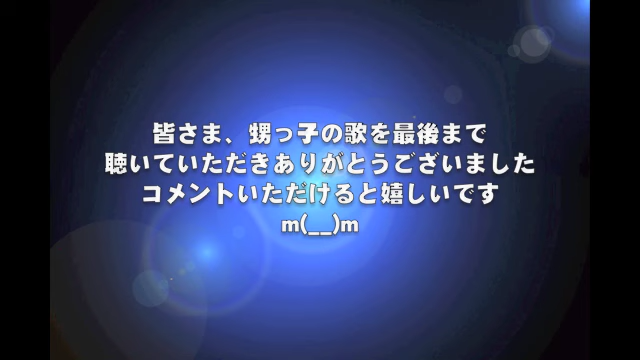 皆さま、甥っ子の歌を最後まで
聴いていただきありがとうございました
コメントいただけると嬉しいです
m(__)m